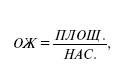 ОЖ = ПЛОЩ. / НАС. ,